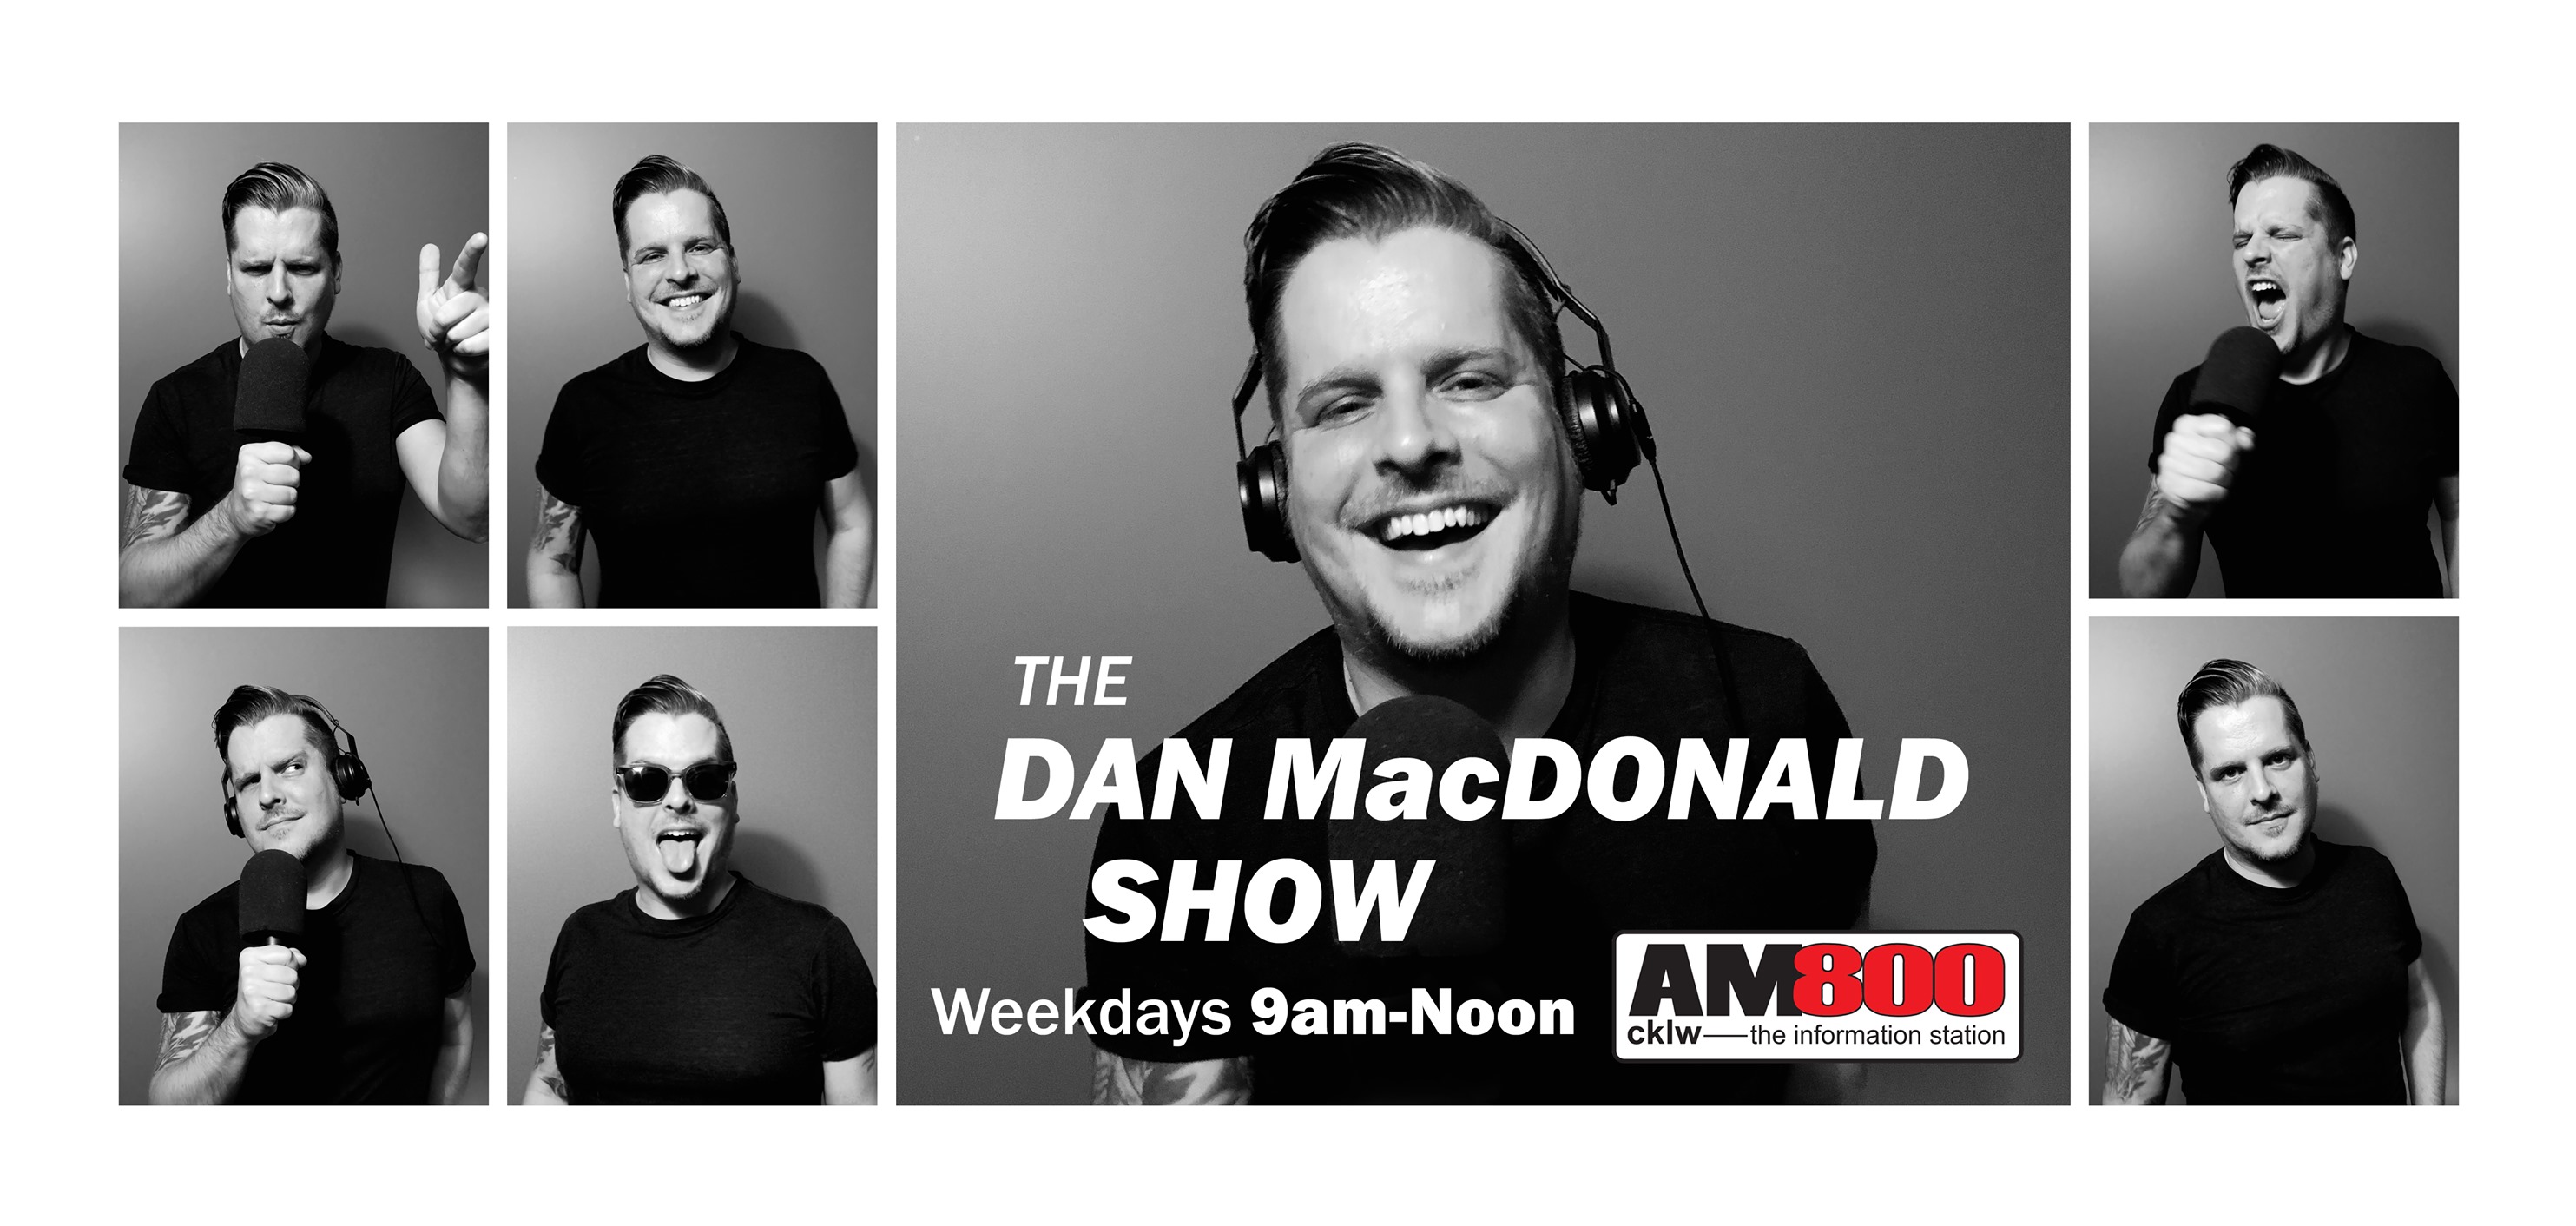 THE
DAN MacDONALD
SHOW
Weekdays 9am-Noon
AM800
cklw—the information station